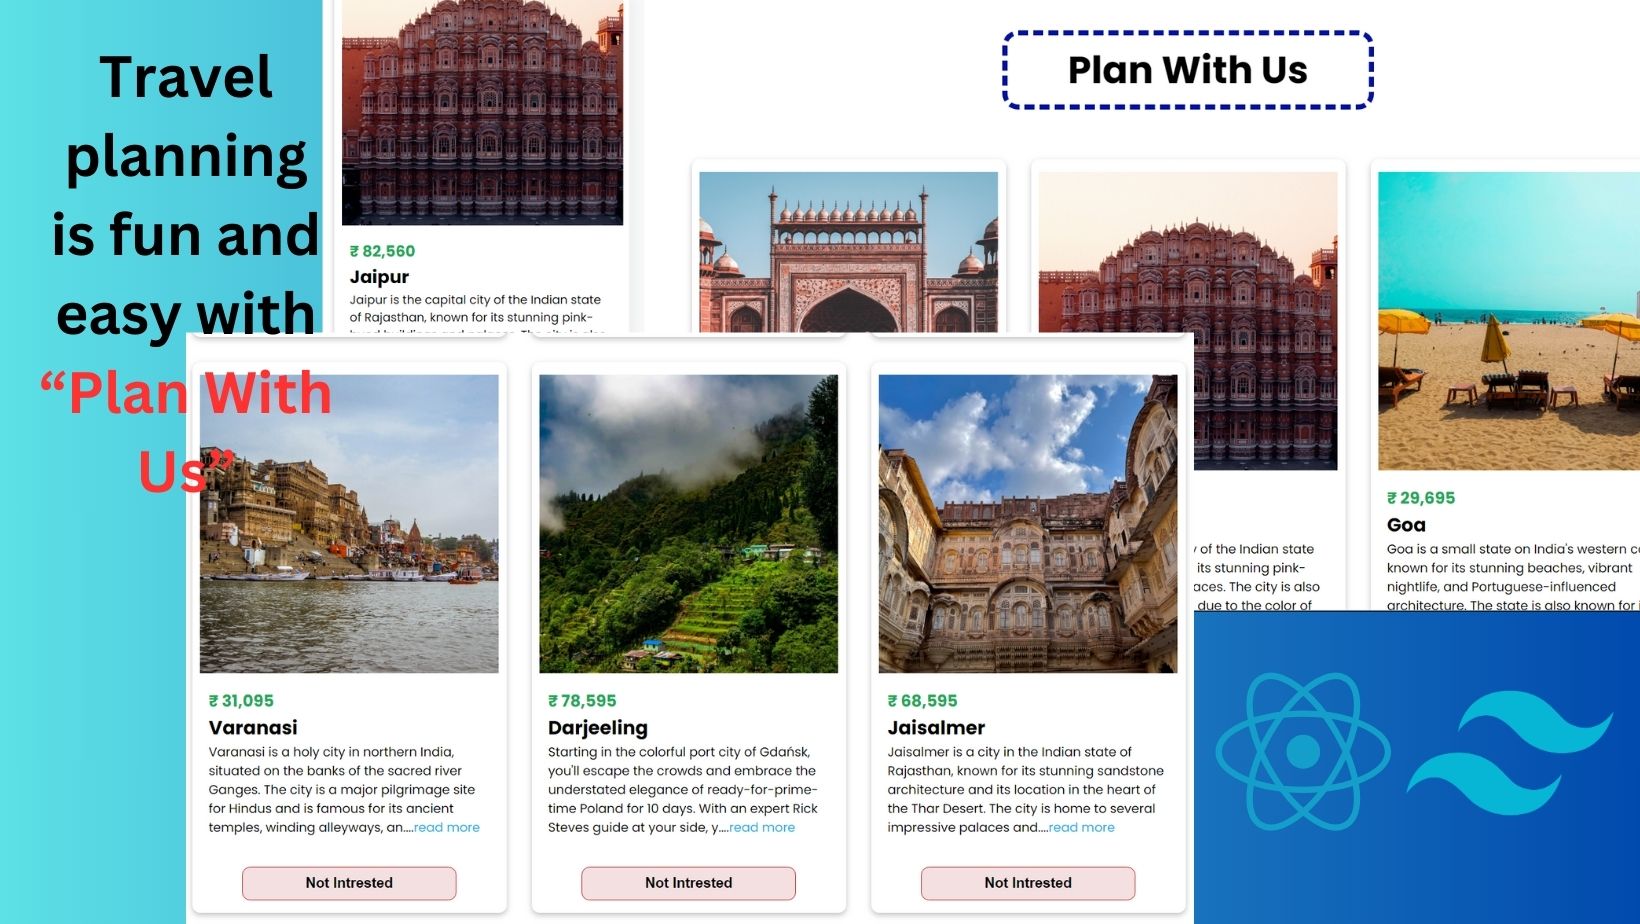 Travel
planning
is fun and
easy with
“Plan With
Us”
₹ 82,560
Jaipur
Jaipur is the capital city of the Indian state
of Rajasthan, known for its stunning pink-
Plan With Us
of the Indian state
its stunning pink-
The city is also
due to the color of
₹ 29,695
Goa
Goa is a small state on India's western
known for its stunning beaches, vibrant
nightlife, and Portuguese-influenced
architecture. The state is also known for
₹ 31,095
Varanasi
Varanasi is a holy city in northern India,
situated on the banks of the sacred river
Ganges. The city is a major pilgrimage site
for Hindus and is famous for its ancient
temples, winding alleyways, an....read more
Not Intrested
₹ 78,595
Darjeeling
Starting in the colorful port city of Gdańsk,
you'll escape the crowds and embrace the
understated elegance of ready-for-prime-
time Poland for 10 days. With an expert Rick
Steves guide at your side, y....read more
Not Intrested
₹ 68,595
Jaisalmer
Jaisalmer is a city in the Indian state of
Rajasthan, known for its stunning sandstone
architecture and its location in the heart of
the Thar Desert. The city is home to several
impressive palaces and....read more
Not Intrested